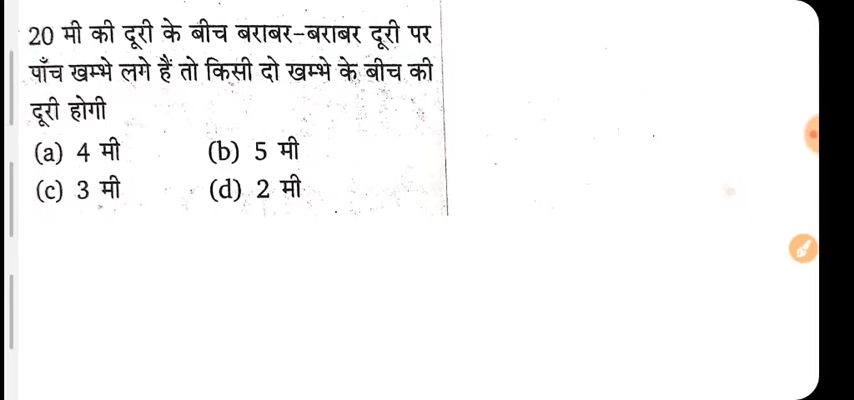 20 मी की दूरी के बीच बराबर-बराबर दूरी पर
पाँच खम्भे लगे हैं तो किसी दो खम्भे के बीच की
दूरी होगी
(a) 4 मी (b) 5 मी
(c) 3 मी (d) 2 मी